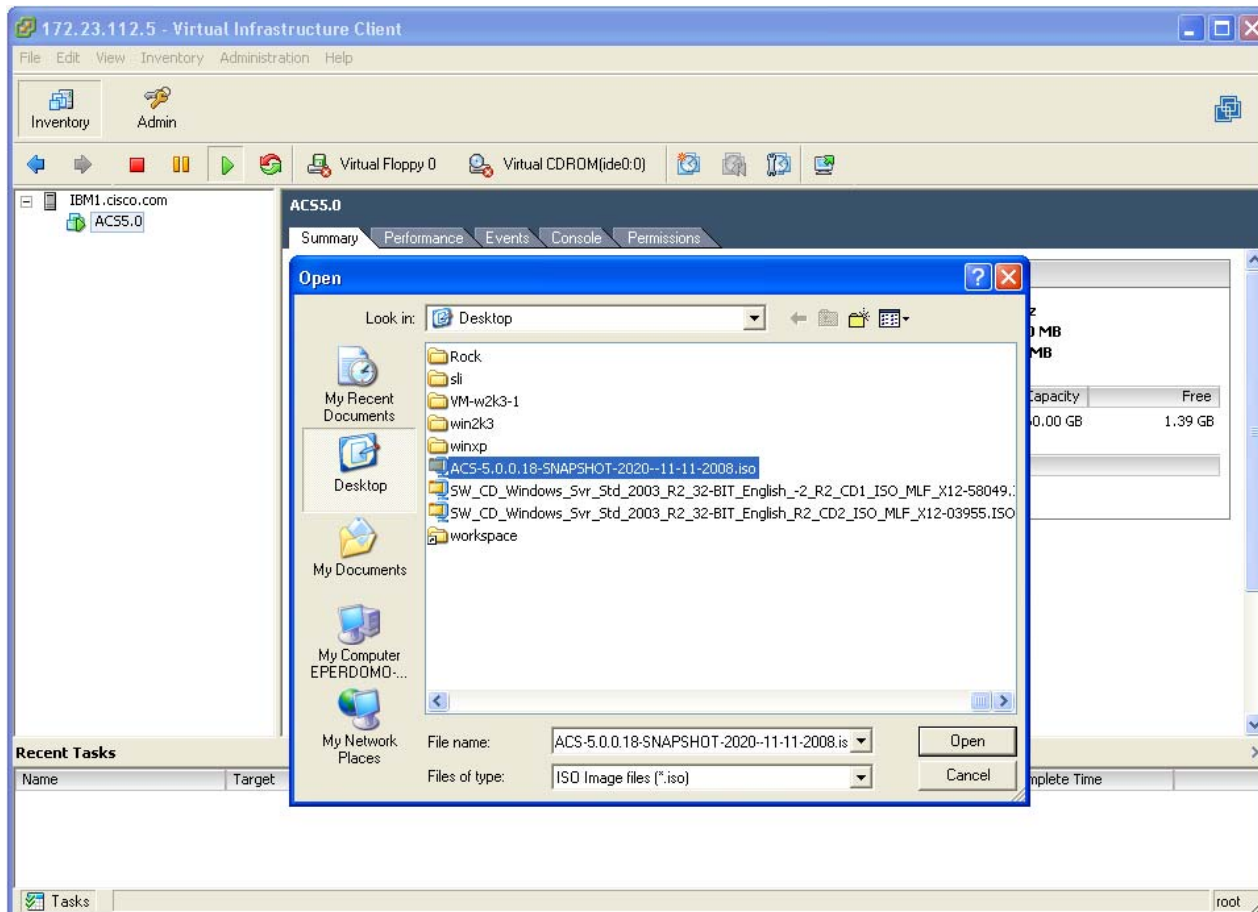 172.23.112.5 - Virtual Infrastructure Client
File Edit View Inventory Administration Help
Inventory Admin
Virtual Floppy 0 Virtual CDROM(ide0:0)
IBM1.cisco.com
ACS5.0
ACS5.0
Summary Performance Events Console Permissions
Open
Look in: Desktop
My Recent Documents
Desktop
My Documents
My Computer
EPERDOMO-...
My Network Places
Rock
sli
VM-w2k3-1
win2k3
winxp
ACS-5.0.0.18-SNAPSHOT-2020--11-11-2008.iso
SW_CD_Windows_Svr_Std_2003_R2_32-BIT_English_-2_R2_CD1_ISO_MLF_X12-58049.
SW_CD_Windows_Svr_Std_2003_R2_32-BIT_English_R2_CD2_ISO_MLF_X12-03955.ISO
workspace
File name: ACS-5.0.0.18-SNAPSHOT-2020--11-11-2008.is
Open
Files of type: ISO Image files (*.iso)
Cancel
MB
MB
Capacity Free
0.00 GB 1.39 GB
Recent Tasks
Name Target mplete Time
Tasks root